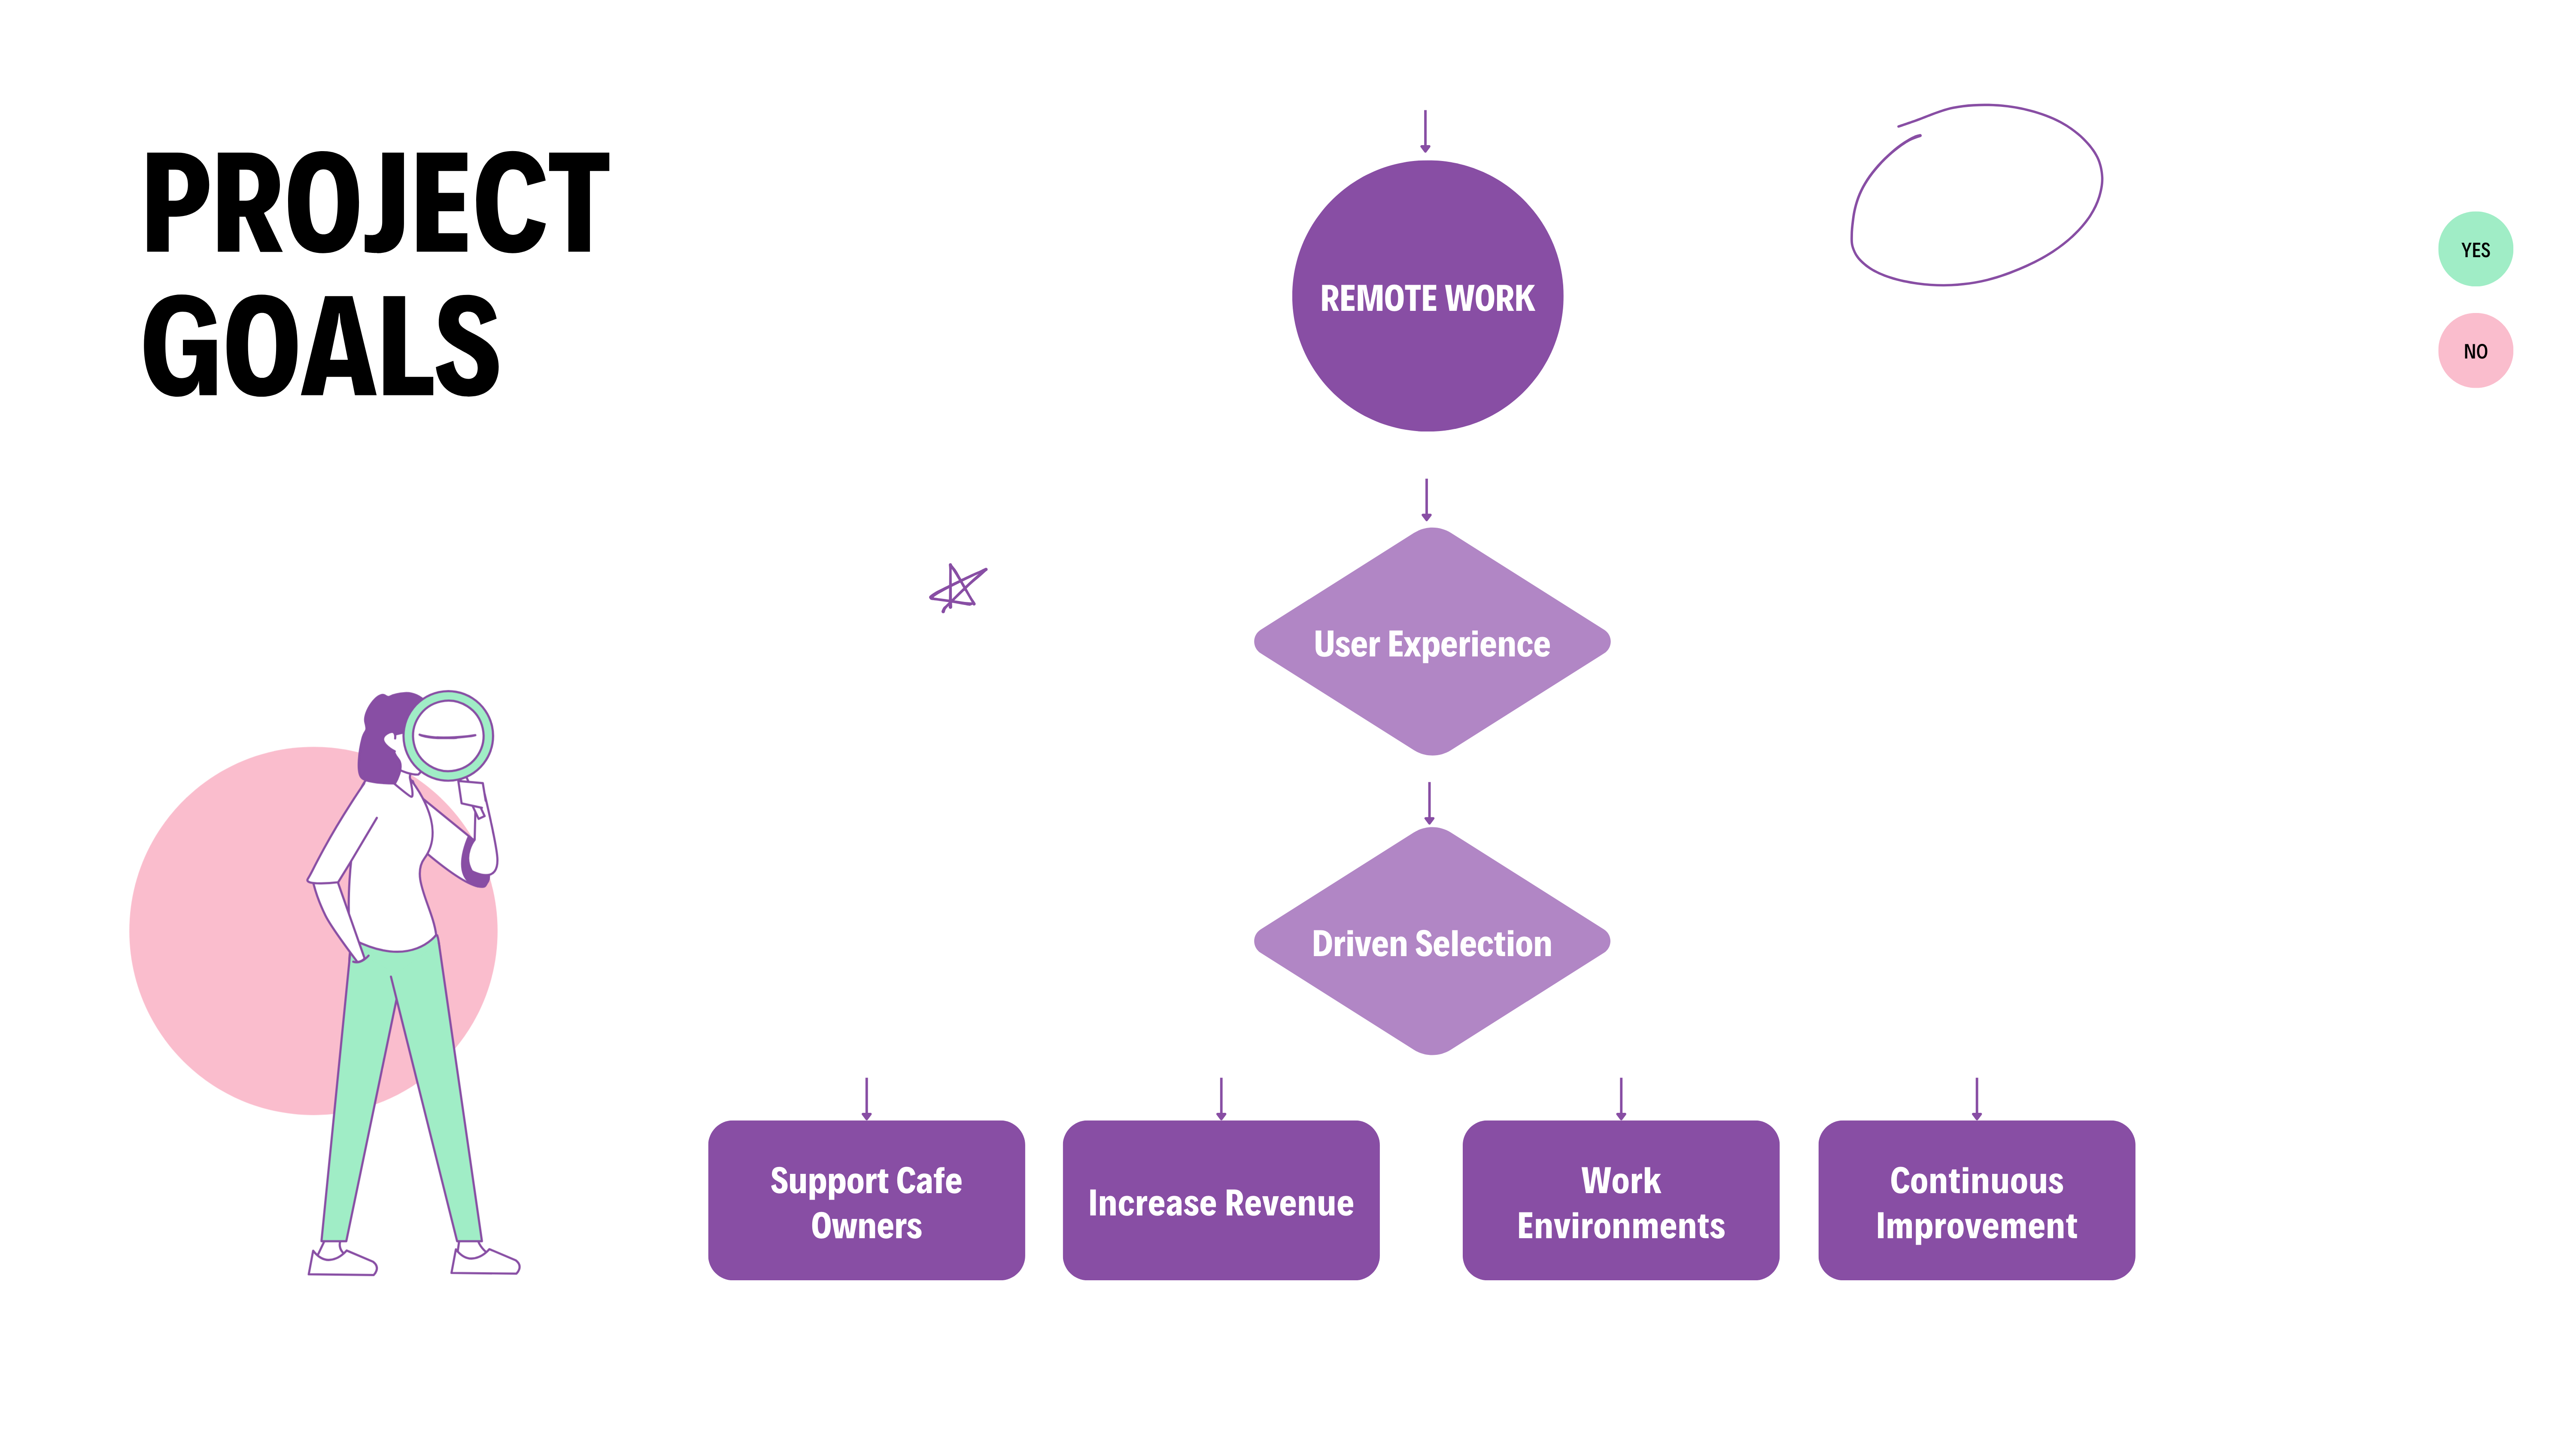 PROJECT
GOALS
REMOTE WORK
YES
NO
User Experience
Driven Selection
Support Cafe
Owners
Increase Revenue
Work
Environments
Continuous
Improvement